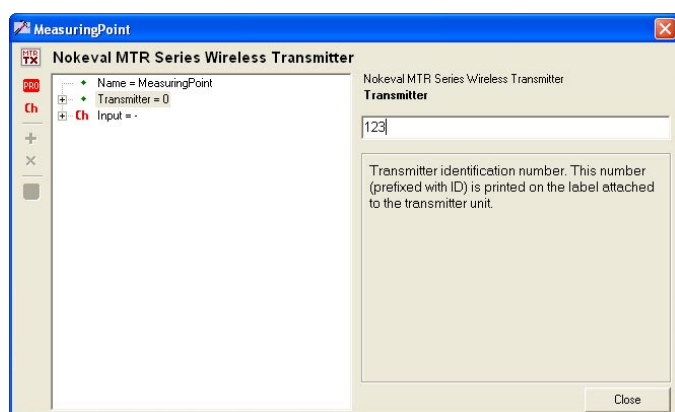 MeasuringPoint
MTR
TX
Nokeval MTR Series Wireless Transmitter
PRO
Ch
Name = MeasuringPoint
Transmitter = 0
Ch Input = -
Nokeval MTR Series Wireless Transmitter
Transmitter
123
Transmitter identification number. This number
(prefixed with ID) is printed on the label attached
to the transmitter unit.
Close